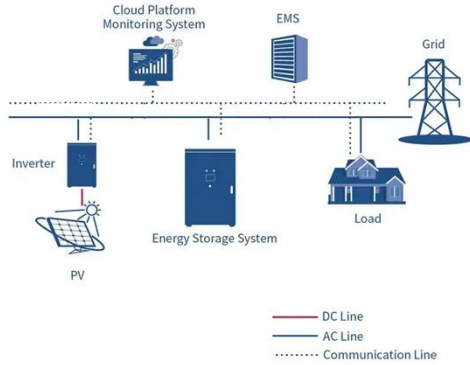 Cloud Platform
Monitoring System
EMS
Grid
Inverter
Energy Storage System
Load
PV
DC Line
AC Line
Communication Line